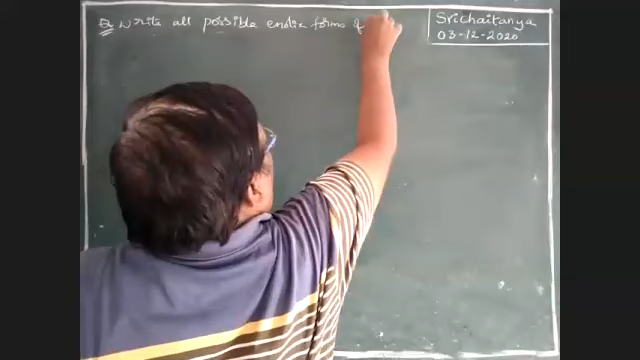 Q Write all possible enolic forms of
Srichaitanya
03-12-2020